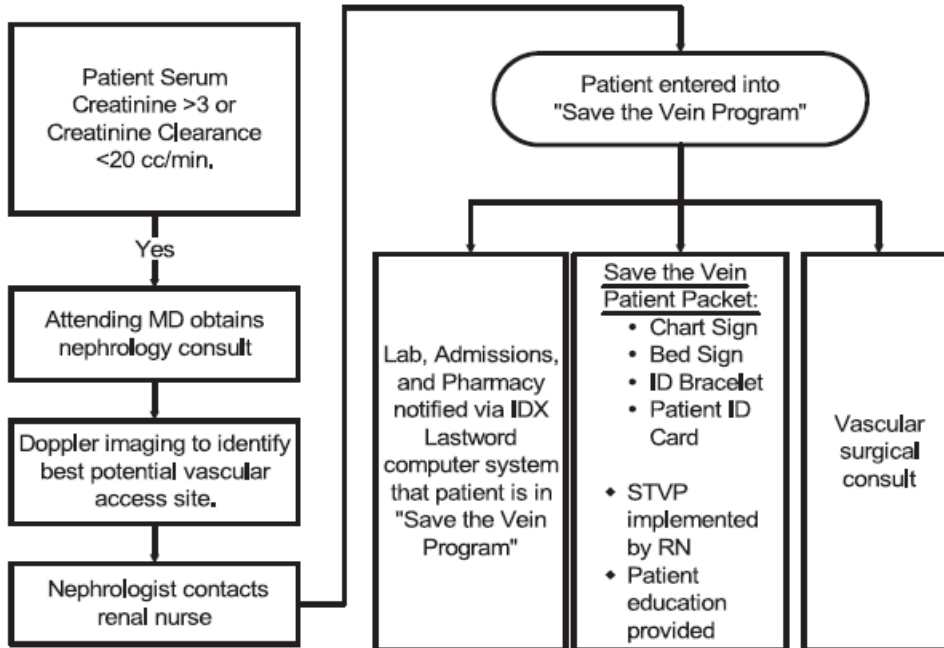 Patient Serum
Creatinine >3 or
Creatinine Clearance
<20 cc/min.
Yes
Attending MD obtains
nephrology consult
Doppler imaging to identify
best potential vascular
access site.
Nephrologist contacts
renal nurse
Patient entered into
"Save the Vein Program"
Lab, Admissions,
and Pharmacy
notified via IDX
Lastword
computer system
that patient is in
"Save the Vein
Program"
Save the Vein
Patient Packet:
• Chart Sign
• Bed Sign
• ID Bracelet
• Patient ID
Card
◆ STVP
implemented
by RN
◆ Patient
education
provided
Vascular
surgical
consult